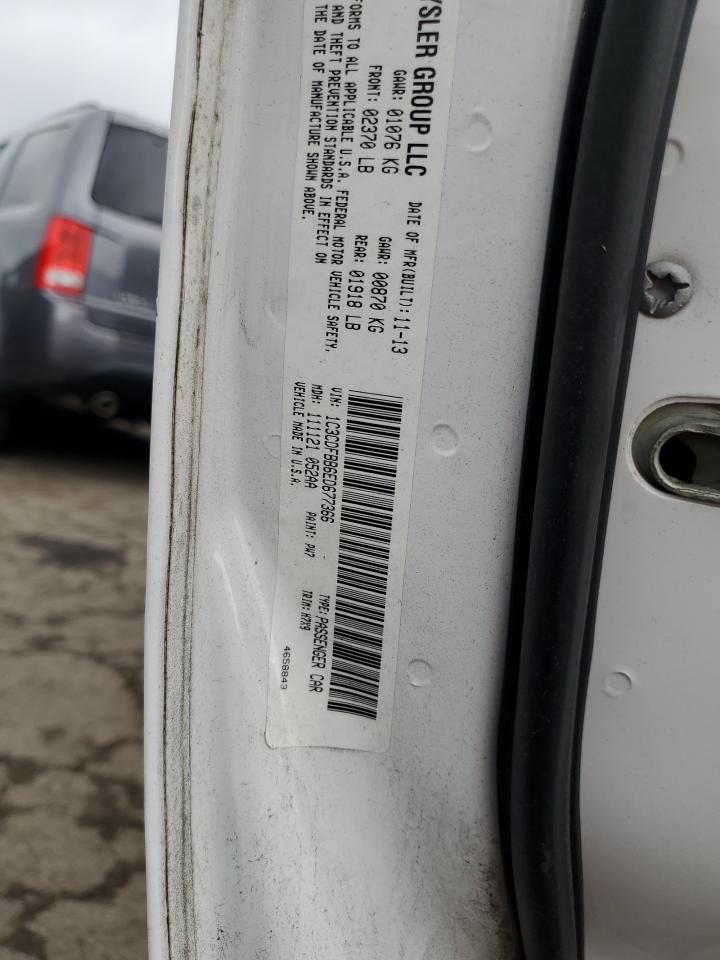 YSLER GROUP LLC
DATE OF MFR(BUILT): 11-13
GAWR: 01076 KG
GAWR: 00870 KG
FRONT: 02370 LB
REAR: 01918 LB
FORMS TO ALL APPLICABLE U.S.A. FEDERAL MOTOR VEHICLE SAFETY,
AND THEFT PREVENTION STANDARDS IN EFFECT ON
THE DATE OF MANUFACTURE SHOWN ABOVE.
VIN: 1C3CDFBB6ED677366
TYPE: PASSENGER CAR
MDH: 111121 052AA
PAINT: PW7
TRIM: H7X9
VEHICLE MADE IN U.S.A.
4658843